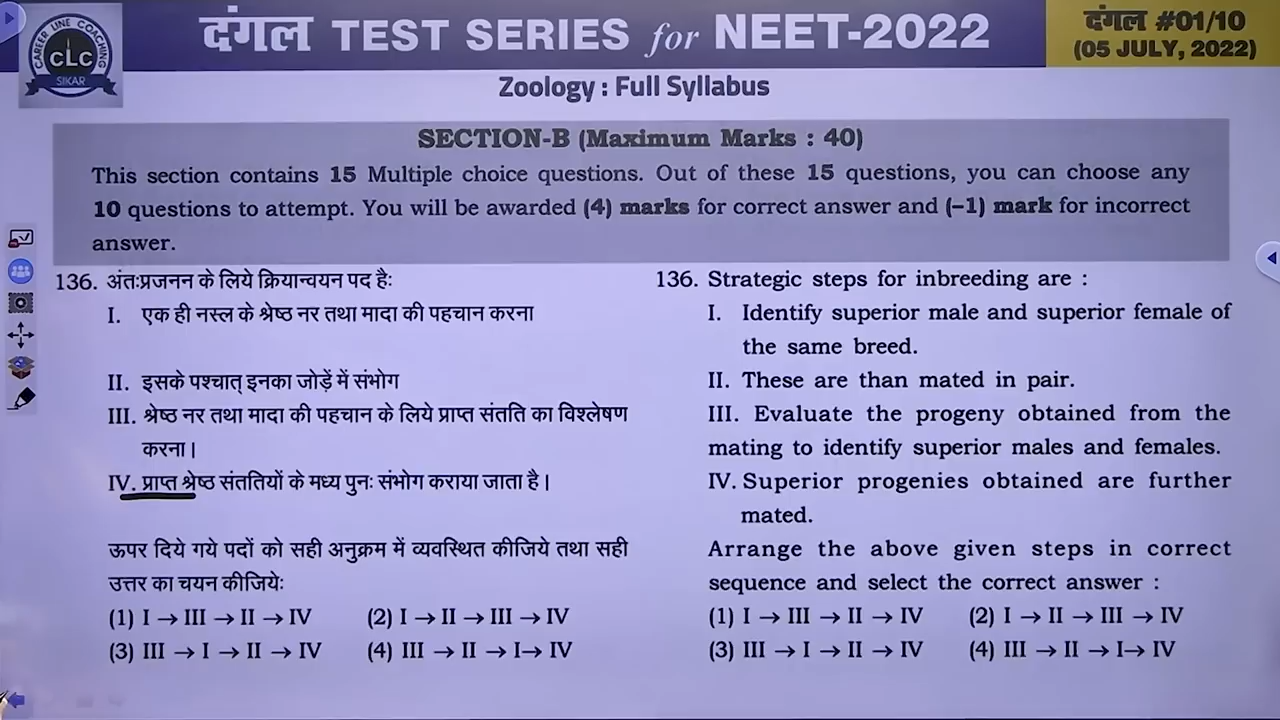 दंगल TEST SERIES for NEET-2022
दंगल #01/10
(05 JULY, 2022)
CAREER LINE COACHING
CLC
SIKAR
Zoology : Full Syllabus
SECTION-B (Maximum Marks : 40)
This section contains 15 Multiple choice questions. Out of these 15 questions, you can choose any
10 questions to attempt. You will be awarded (4) marks for correct answer and (–1) mark for incorrect
answer.
136. अंतःप्रजनन के लिये क्रियान्वयन पद हैः
I. एक ही नस्ल के श्रेष्ठ नर तथा मादा की पहचान करना
II. इसके पश्चात् इनका जोड़ें में संभोग
III. श्रेष्ठ नर तथा मादा की पहचान के लिये प्राप्त संतति का विश्लेषण
करना।
IV. प्राप्त श्रेष्ठ संततियों के मध्य पुनः संभोग कराया जाता है।
ऊपर दिये गये पदों को सही अनुक्रम में व्यवस्थित कीजिये तथा सही
उत्तर का चयन कीजियेः
(1) I → III → II → IV (2) I → II → III → IV
(3) III → I → II → IV (4) III → II → I→ IV
136. Strategic steps for inbreeding are :
I. Identify superior male and superior female of
the same breed.
II. These are than mated in pair.
III. Evaluate the progeny obtained from the
mating to identify superior males and females.
IV. Superior progenies obtained are further
mated.
Arrange the above given steps in correct
sequence and select the correct answer :
(1) I → III → II → IV (2) I → II → III → IV
(3) III → I → II → IV (4) III → II → I→ IV